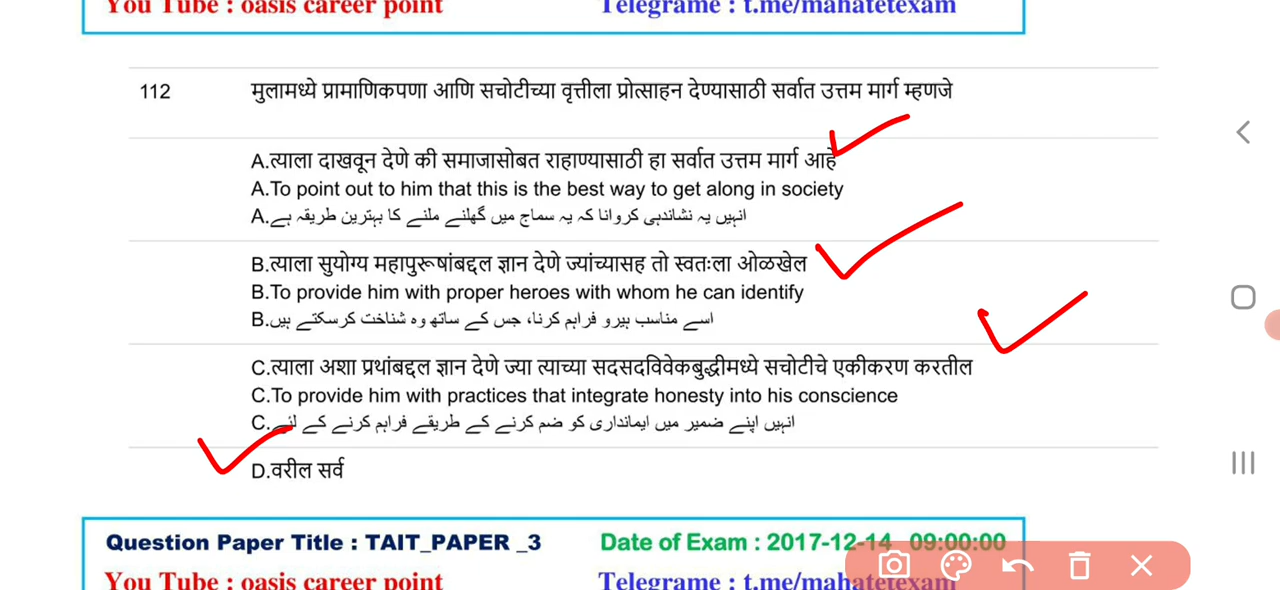 You Tube : oasis career point
Telegrame : t.me/mahatetexam
112
मुलामध्ये प्रामाणिकपणा आणि सचोटीच्या वृत्तीला प्रोत्साहन देण्यासाठी सर्वात उत्तम मार्ग म्हणजे
A.त्याला दाखवून देणे की समाजासोबत राहाण्यासाठी हा सर्वात उत्तम मार्ग आहे
A.To point out to him that this is the best way to get along in society
A.انہیں یہ نشاندہی کروانا کہ یہ سماج میں گھلنے ملنے کا بہترین طریقہ ہے
B.त्याला सुयोग्य महापुरूषांबद्दल ज्ञान देणे ज्यांच्यासह तो स्वतःला ओळखेल
B.To provide him with proper heroes with whom he can identify
B.اسے مناسب ہیرو فراہم کرنا، جس کے ساتھ وہ شناخت کرسکتے ہیں
C.त्याला अशा प्रथांबद्दल ज्ञान देणे ज्या त्याच्या सदसदविवेकबुद्धीमध्ये सचोटीचे एकीकरण करतील
C.To provide him with practices that integrate honesty into his conscience
C.انہیں اپنے ضمیر میں ایمانداری کو ضم کرنے کے طریقے فراہم کرنے کے لئے
D.वरील सर्व
Question Paper Title : TAIT_PAPER _3
Date of Exam : 2017-12-14 09:00:00
You Tube : oasis career point
Telegrame : t.me/mahatetexam